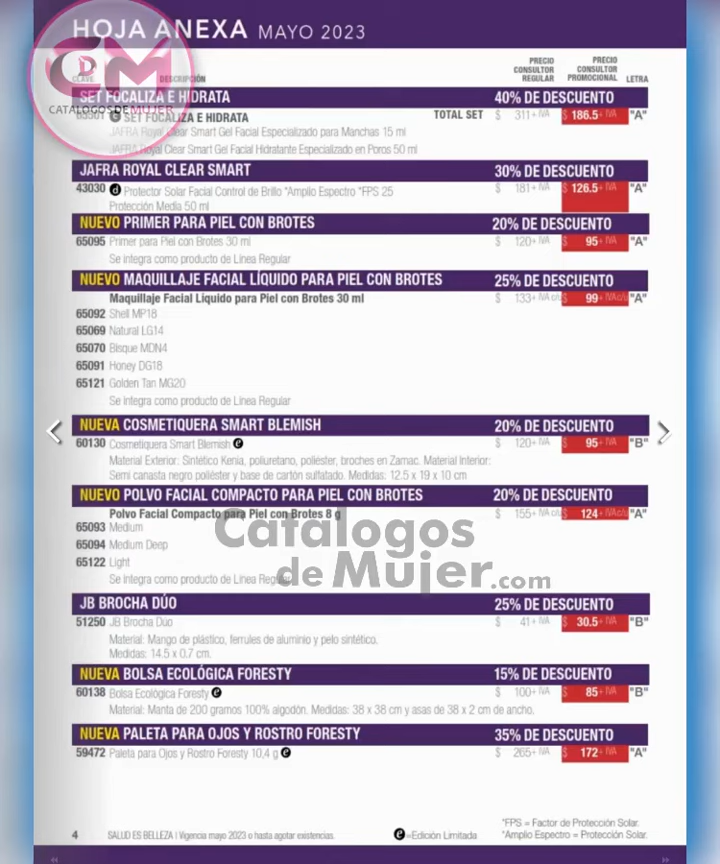 HOJA ANEXA MAYO 2023
CM
CATALOGOS DE MUJER
CLAVE DESCRIPCIÓN PRECIO CONSULTOR REGULAR PRECIO CONSULTOR PROMOCIONAL LETRA
SET FOCALIZA E HIDRATA 40% DE DESCUENTO
SET FOCALIZA E HIDRATA TOTAL SET $ 311+ IVA $ 186.5+ IVA "A"
JAFRA Royal Clear Smart Gel Facial Especializado para Manchas 15 ml
JAFRA Royal Clear Smart Gel Facial Hidratante Especializado en Poros 50 ml
JAFRA ROYAL CLEAR SMART 30% DE DESCUENTO
43030 d Protector Solar Facial Control de Brillo *Amplio Espectro *FPS 25 $ 181+ IVA $ 126.5+ IVA "A"
Protección Media 50 ml
NUEVO PRIMER PARA PIEL CON BROTES 20% DE DESCUENTO
65095 Primer para Piel con Brotes 30 ml $ 120+ IVA $ 95+ IVA "A"
Se integra como producto de Línea Regular
NUEVO MAQUILLAJE FACIAL LÍQUIDO PARA PIEL CON BROTES 25% DE DESCUENTO
Maquillaje Facial Líquido para Piel con Brotes 30 ml $ 133+ IVA c/u $ 99+ IVA c/u "A"
65092 Shell MP18
65069 Natural LG14
65070 Bisque MDN4
65091 Honey DG18
65121 Golden Tan MG20
Se integra como producto de Línea Regular
NUEVA COSMETIQUERA SMART BLEMISH 20% DE DESCUENTO
60130 Cosmetiquera Smart Blemish e $ 120+ IVA $ 95+ IVA "B"
Material Exterior: Sintético Kenia, poliuretano, poliéster, broches en Zamac. Material Interior:
Semi canasta negro poliéster y base de cartón sulfatado. Medidas: 12.5 x 19 x 10 cm
NUEVO POLVO FACIAL COMPACTO PARA PIEL CON BROTES 20% DE DESCUENTO
Polvo Facial Compacto para Piel con Brotes 8 g $ 155+ IVA c/u $ 124+ IVA c/u "A"
65093 Medium
65094 Medium Deep
65122 Light
Se integra como producto de Línea Regular
Catalogos
de Mujer.com
JB BROCHA DÚO 25% DE DESCUENTO
51250 JB Brocha Dúo $ 41+ IVA $ 30.5+ IVA "B"
Material: Mango de plástico, ferrules de aluminio y pelo sintético.
Medidas: 14.5 x 0.7 cm.
NUEVA BOLSA ECOLÓGICA FORESTY 15% DE DESCUENTO
60138 Bolsa Ecológica Foresty e $ 100+ IVA $ 85+ IVA "B"
Material: Manta de 200 gramos 100% algodón. Medidas: 38 x 38 cm y asas de 38 x 2 cm de ancho.
NUEVA PALETA PARA OJOS Y ROSTRO FORESTY 35% DE DESCUENTO
59472 Paleta para Ojos y Rostro Foresty 10,4 g e $ 265+ IVA $ 172+ IVA "A"
4 SALUD ES BELLEZA | Vigencia mayo 2023 o hasta agotar existencias. e=Edición Limitada
*FPS = Factor de Protección Solar.
*Amplio Espectro = Protección Solar.